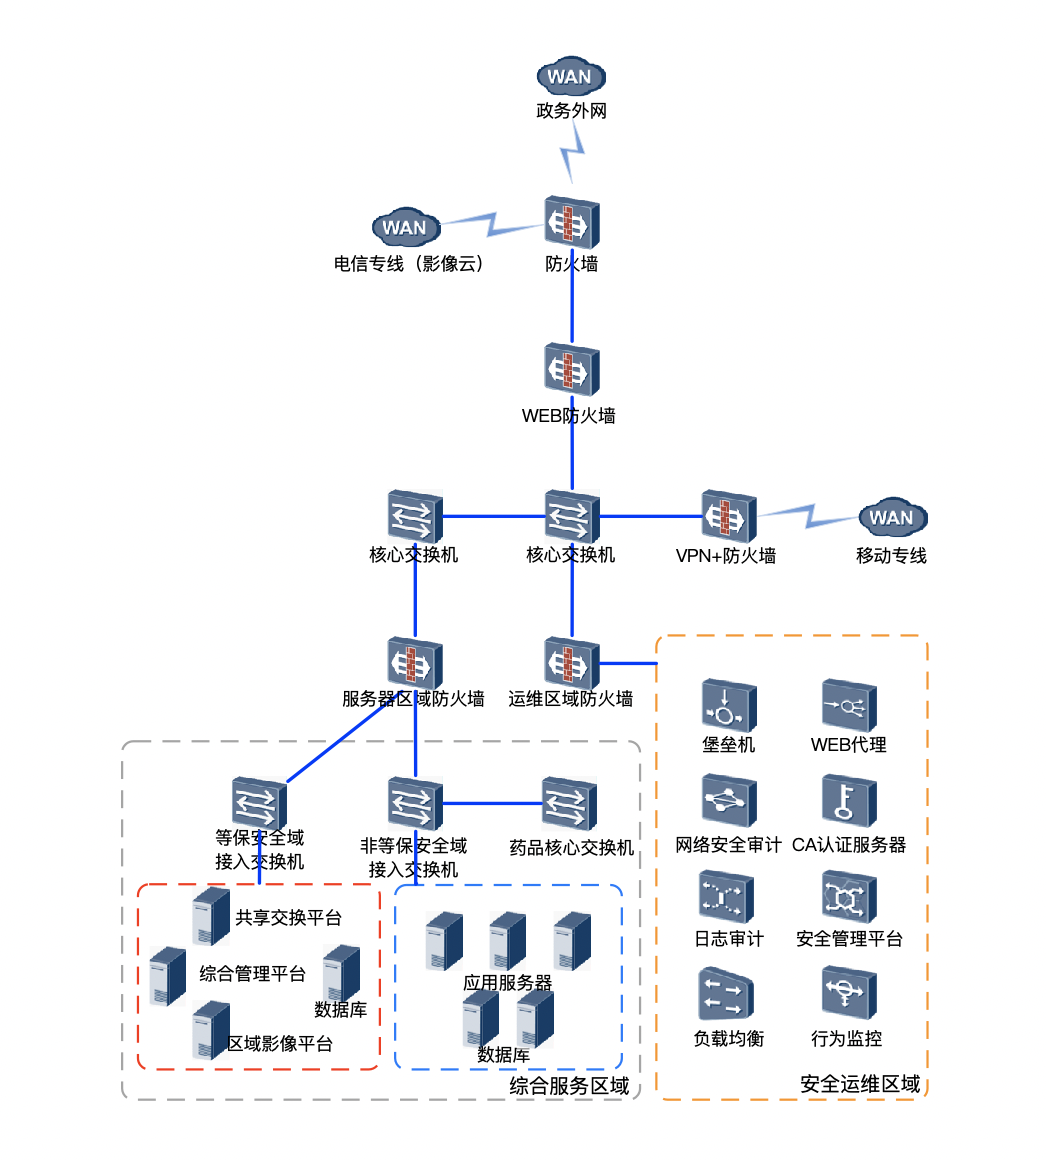 WAN
政务外网
WAN
电信专线（影像云）
防火墙
WEB防火墙
核心交换机
核心交换机
VPN+防火墙
WAN
移动专线
服务器区域防火墙
运维区域防火墙
堡垒机
WEB代理
网络安全审计
CA认证服务器
日志审计
安全管理平台
负载均衡
行为监控
安全运维区域
等保安全域
接入交换机
非等保安全域
接入交换机
药品核心交换机
共享交换平台
综合管理平台
数据库
区域影像平台
应用服务器
数据库
综合服务区域